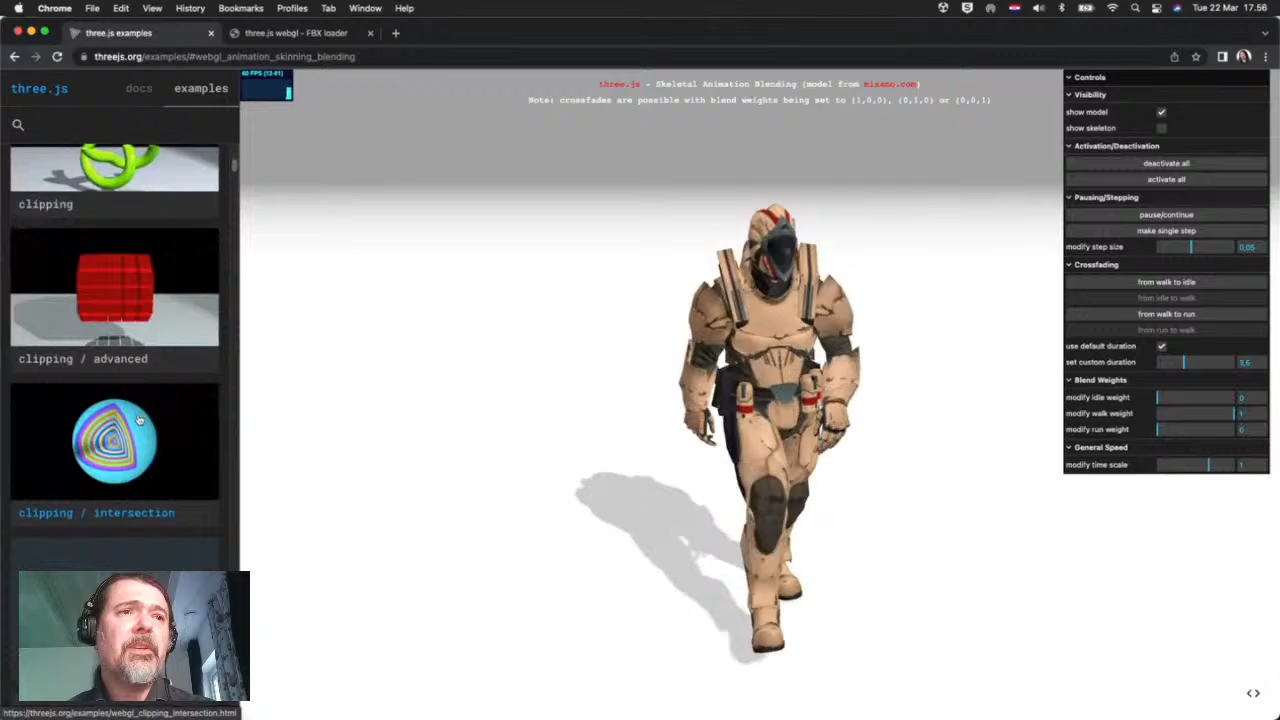 Chrome File Edit View History Bookmarks Profiles Tab Window Help Tue 22 Mar 17.56
three.js examples three.js webgl - FBX loader
threejs.org/examples/#webgl_animation_skinning_blending
three.js docs examples
60 FPS (12-61)
three.js - Skeletal Animation Blending (model from mixamo.com)
Note: crossfades are possible with blend weights being set to (1,0,0), (0,1,0) or (0,0,1)
clipping
clipping / advanced
clipping / intersection
Controls
Visibility
show model
show skeleton
Activation/Deactivation
deactivate all
activate all
Pausing/Stepping
pause/continue
make single step
modify step size 0,05
Crossfading
from walk to idle
from idle to walk
from walk to run
from run to walk
use default duration
set custom duration 3,5
Blend Weights
modify idle weight 0
modify walk weight 1
modify run weight 0
General Speed
modify time scale 1
https://threejs.org/examples/webgl_clipping_intersection.html